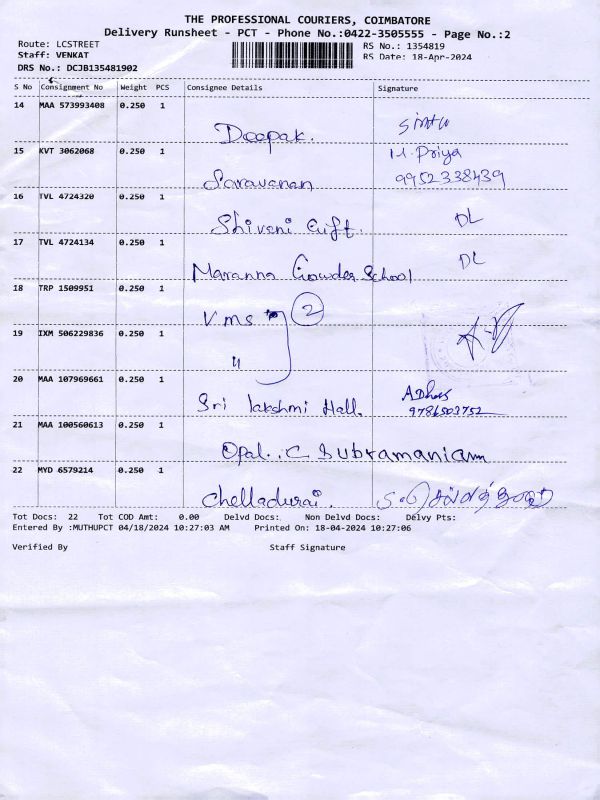 THE PROFESSIONAL COURIERS, COIMBATORE
Delivery Runsheet - PCT - Phone No.:0422-3505555 - Page No.:2
Route: LCSTREET RS No.: 1354819
Staff: VENKAT RS Date: 18-Apr-2024
DRS No.: DCJB135481902
S No Consignment No Weight PCS Consignee Details Signature
14 MAA 573993408 0.250 1
Deepak.
15 KVT 3062068 0.250 1 M. Priya
Saravanan 9952338439
16 TVL 4724320 0.250 1
Shivani Gift. DL
17 TVL 4724134 0.250 1 DL
Maranna Gowder School
18 TRP 1509951 0.250 1
Vms 2
19 IXM 506229836 0.250 1
"
20 MAA 107969661 0.250 1
Sri lakshmi Hall. 9786503752
21 MAA 100560613 0.250 1
Opal. C Subramaniam
22 MYD 6579214 0.250 1
Chelladurai.
Tot Docs: 22 Tot COD Amt: 0.00 Delvd Docs: Non Delvd Docs: Delvy Pts:
Entered By :MUTHUPCT 04/18/2024 10:27:03 AM Printed On: 18-04-2024 10:27:06
Verified By Staff Signature